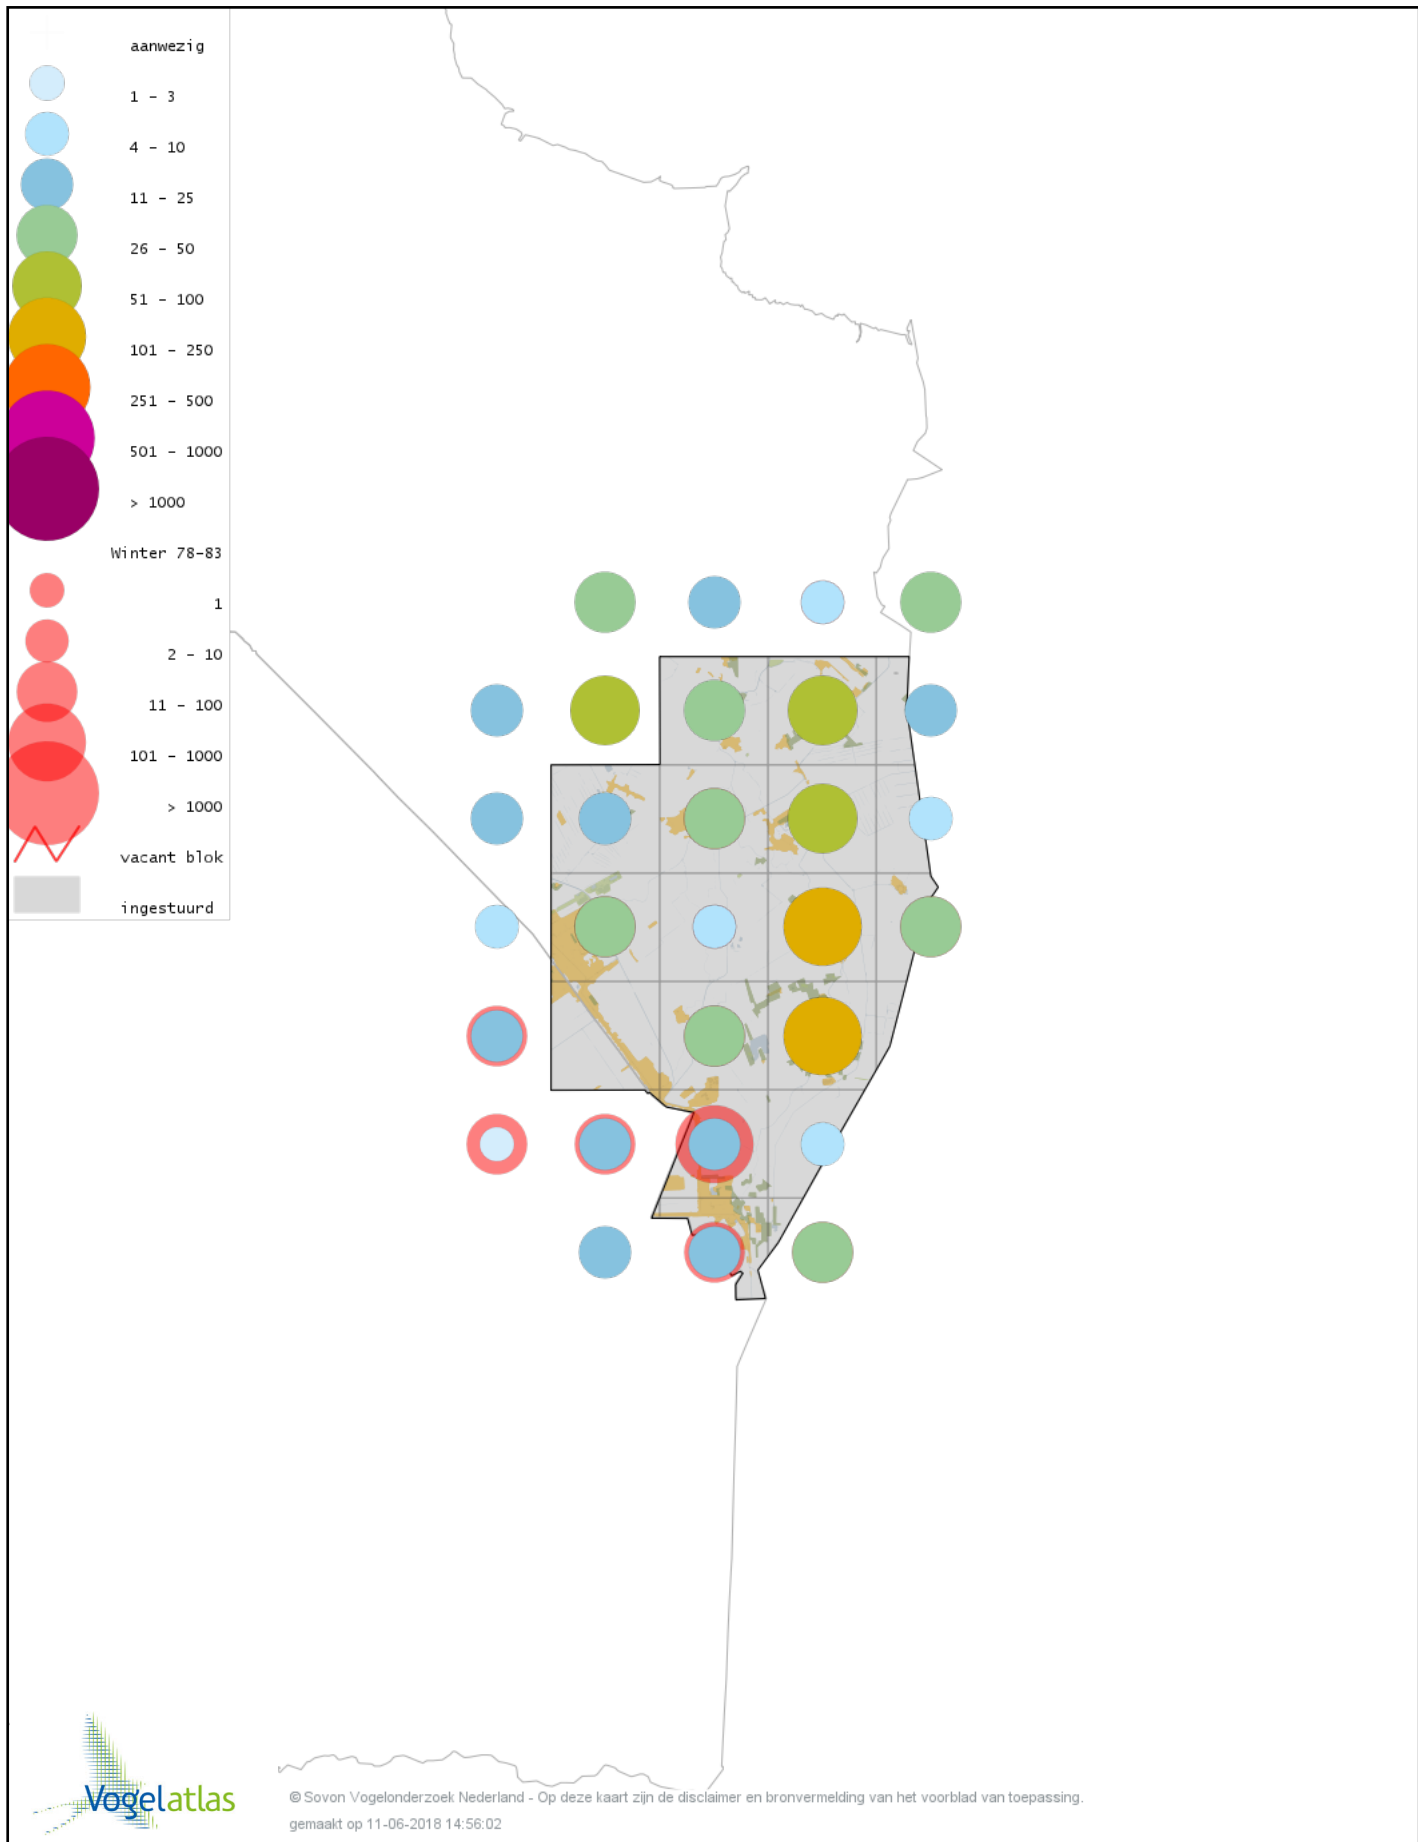 aanwezig
1 - 3
4 - 10
11 - 25
26 - 50
51 - 100
101 - 250
251 - 500
501 - 1000
> 1000
Winter 78-83
1
2 - 10
11 - 100
101 - 1000
> 1000
vacant blok
ingestuurd
Vogelatlas
© Sovon Vogelonderzoek Nederland - Op deze kaart zijn de disclaimer en bronvermelding van het voorblad van toepassing.
gemaakt op 11-06-2018 14:56:02